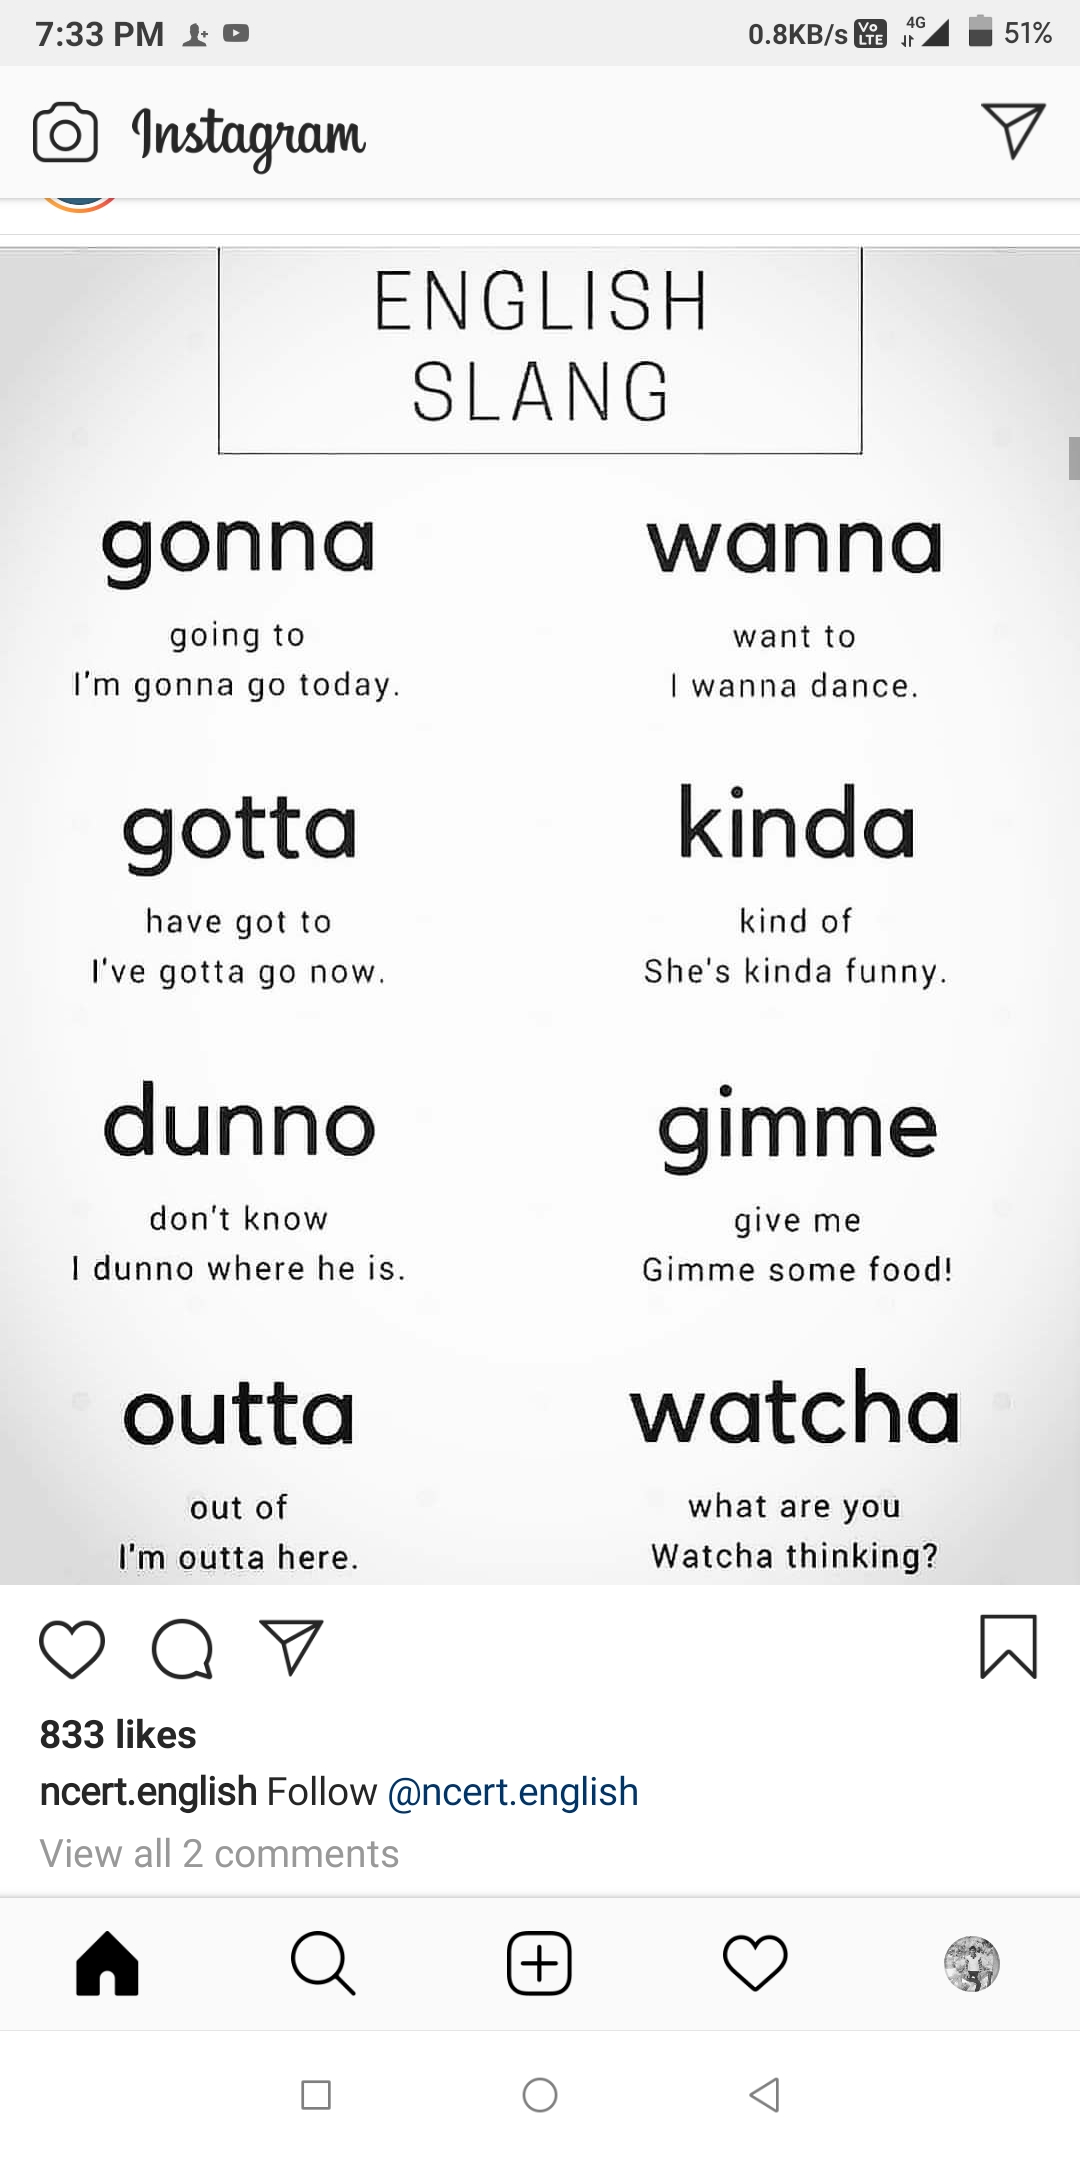 7:33 PM
0.8KB/s Vo LTE 4G 51%
Instagram
ENGLISH
SLANG
gonna
going to
I'm gonna go today.
wanna
want to
I wanna dance.
gotta
have got to
I've gotta go now.
kinda
kind of
She's kinda funny.
dunno
don't know
I dunno where he is.
gimme
give me
Gimme some food!
outta
out of
I'm outta here.
watcha
what are you
Watcha thinking?
833 likes
ncert.english Follow @ncert.english
View all 2 comments